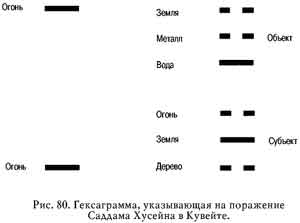 Огонь Земля
Металл Объект
Вода
Огонь
Земля Субъект
Огонь Дерево
Рис. 80. Гексаграмма, указывающая на поражение
Саддама Хусейна в Кувейте.